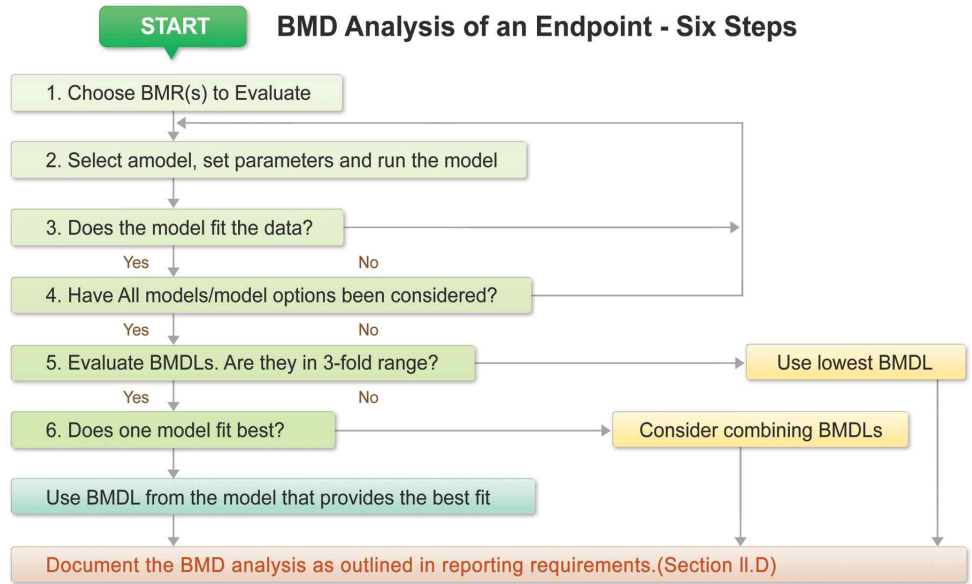 START
BMD Analysis of an Endpoint - Six Steps
1. Choose BMR(s) to Evaluate
2. Select amodel, set parameters and run the model
3. Does the model fit the data?
Yes No
4. Have All models/model options been considered?
Yes No
5. Evaluate BMDLs. Are they in 3-fold range?
Use lowest BMDL
Yes No
6. Does one model fit best?
Consider combining BMDLs
Use BMDL from the model that provides the best fit
Document the BMD analysis as outlined in reporting requirements.(Section II.D)